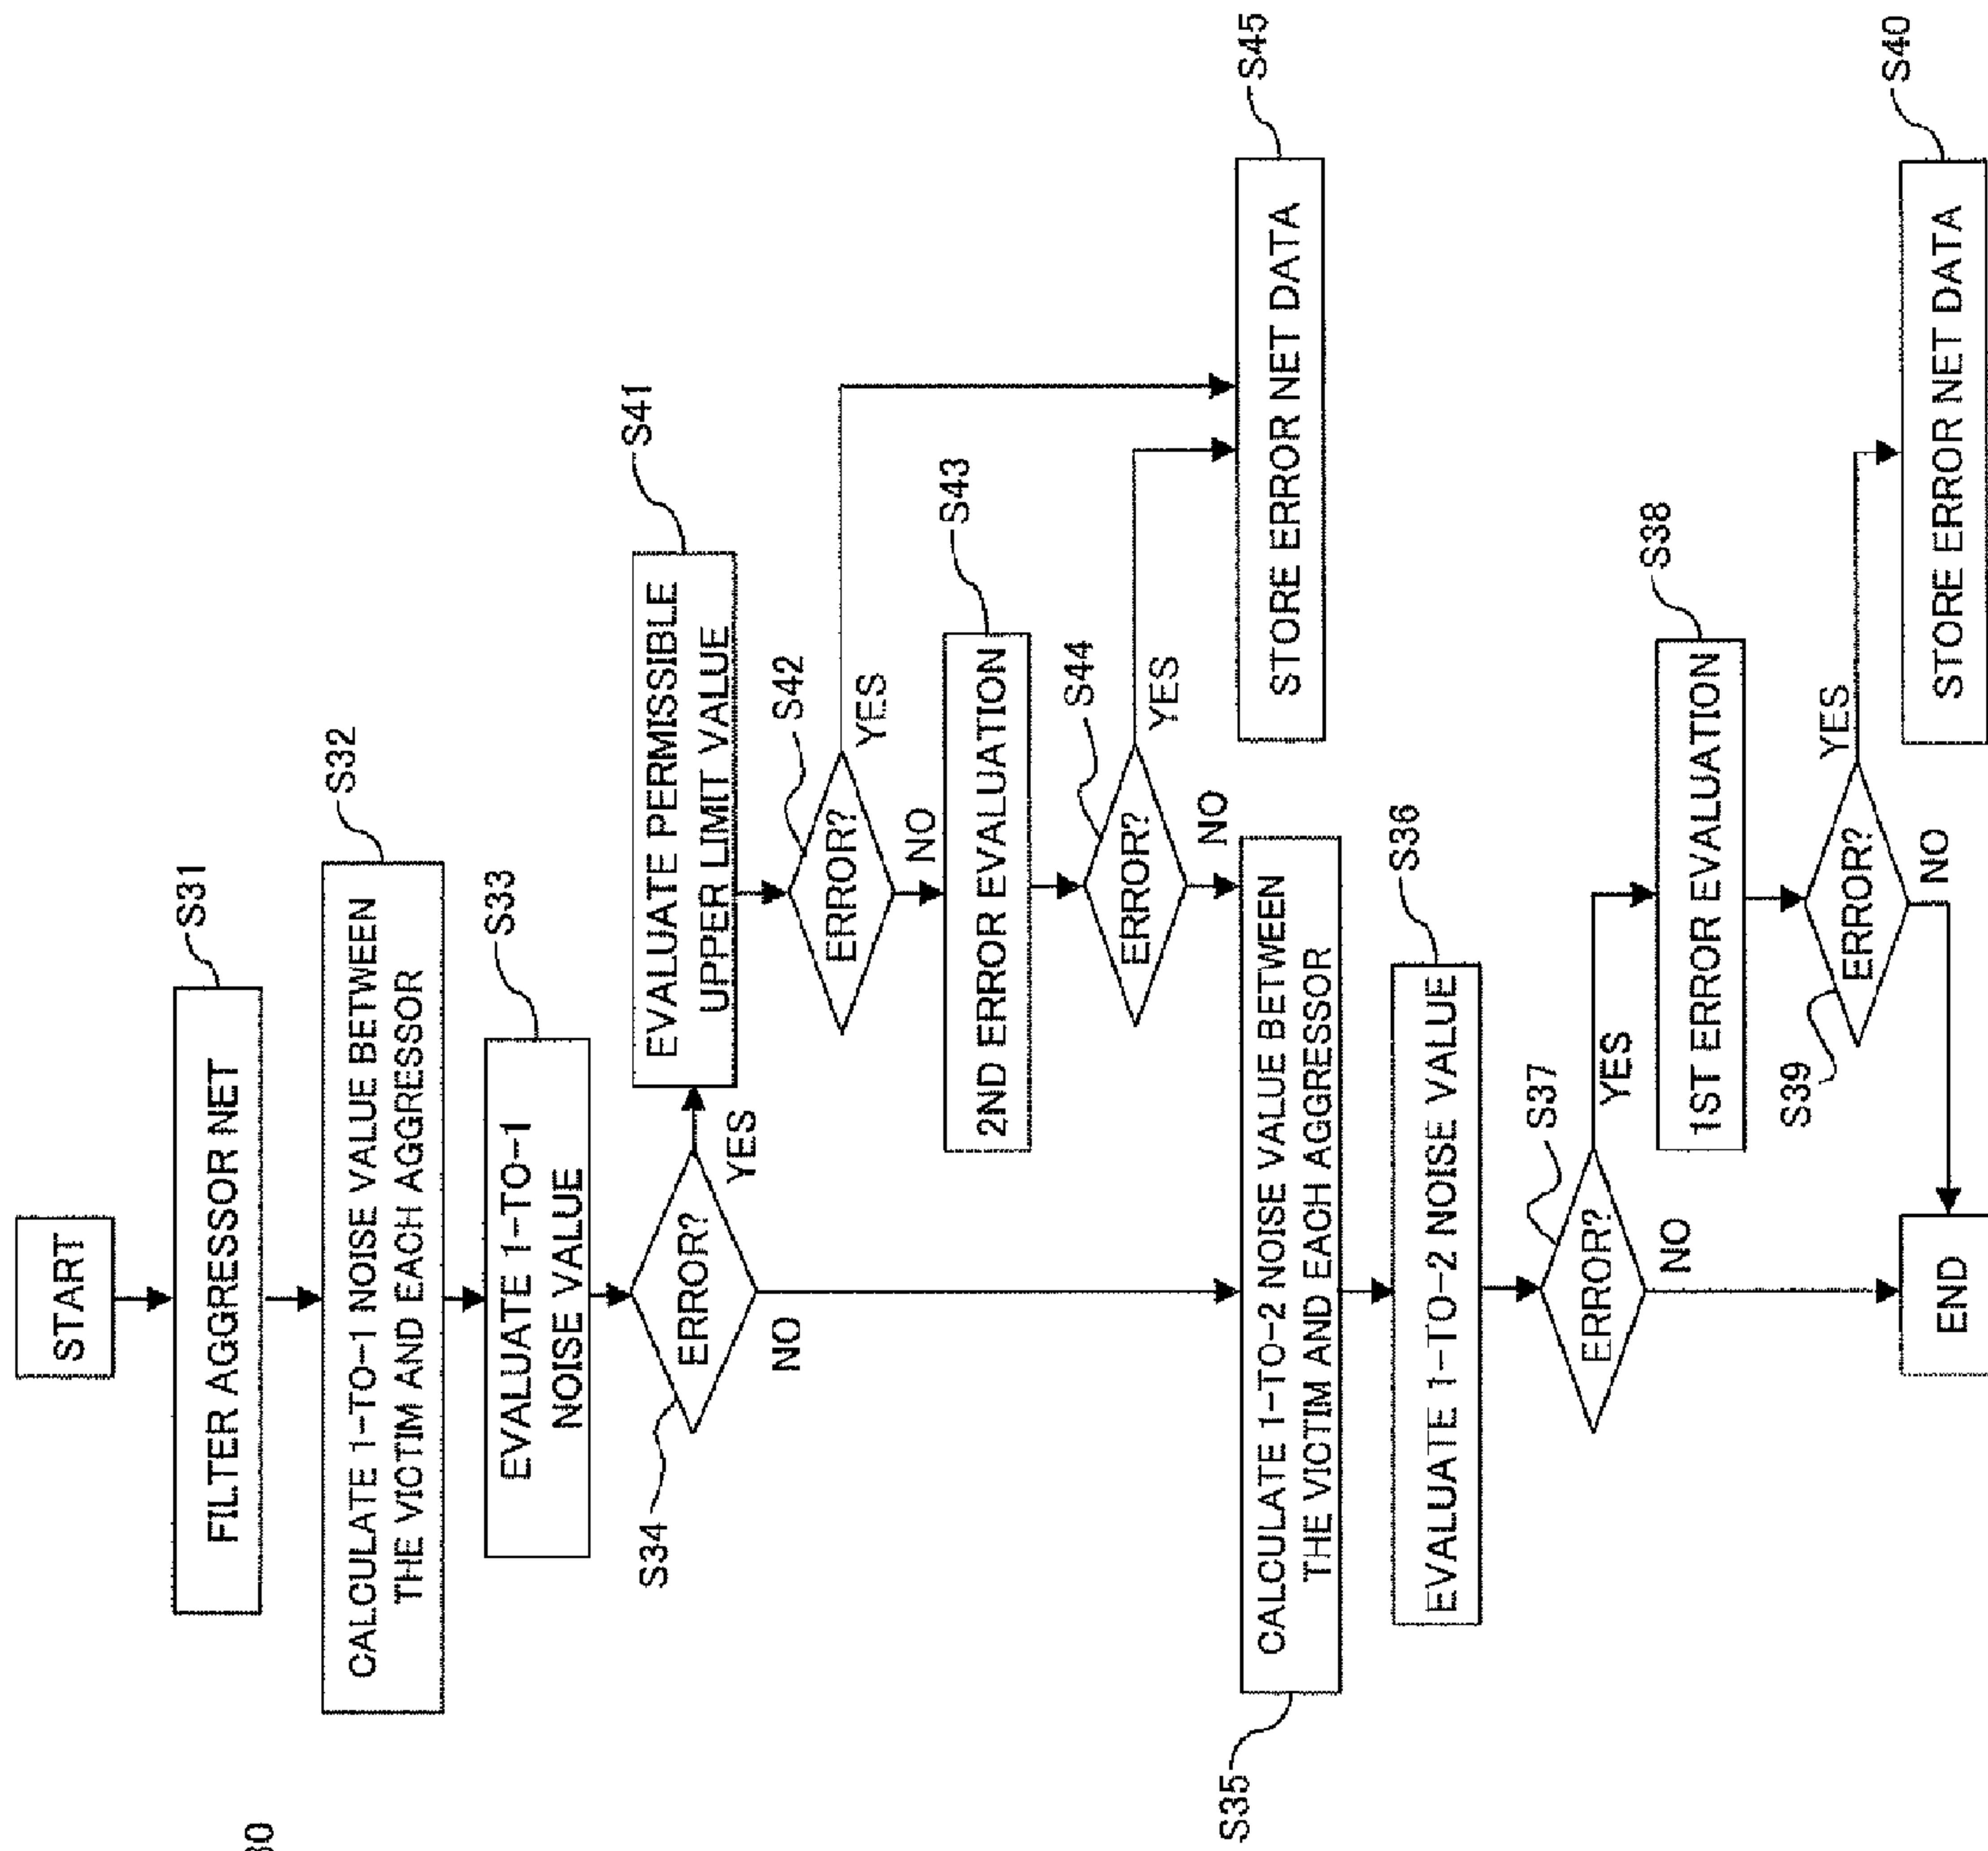 START
FILTER AGGRESSOR NET
S31
CALCULATE 1-TO-1 NOISE VALUE BETWEEN
THE VICTIM AND EACH AGGRESSOR
S32
EVALUATE 1-TO-1
NOISE VALUE
S33
ERROR?
S34
YES
NO
EVALUATE PERMISSIBLE
UPPER LIMIT VALUE
S41
ERROR?
S42
YES
NO
2ND ERROR EVALUATION
S43
ERROR?
S44
YES
NO
STORE ERROR NET DATA
S45
CALCULATE 1-TO-2 NOISE VALUE BETWEEN
THE VICTIM AND EACH AGGRESSOR
S35
EVALUATE 1-TO-2 NOISE VALUE
S36
ERROR?
S37
YES
NO
1ST ERROR EVALUATION
S38
ERROR?
S39
YES
NO
STORE ERROR NET DATA
S40
END